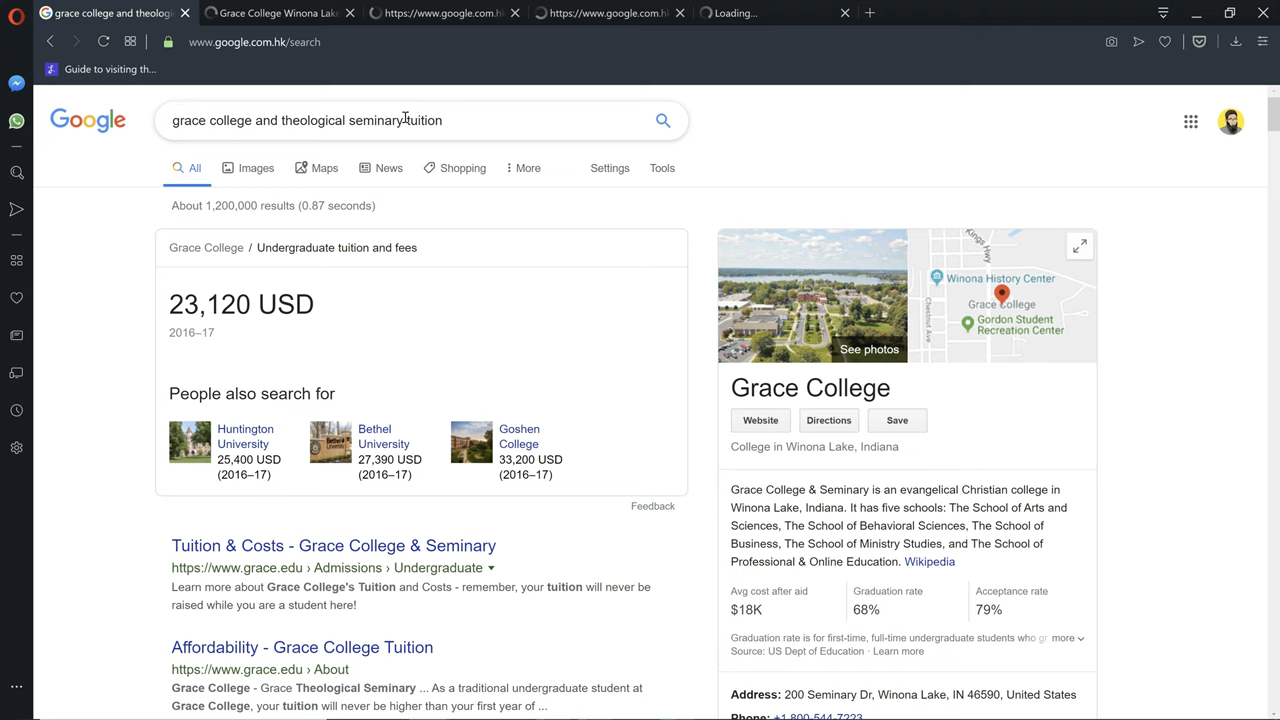 grace college and theologi
Grace College Winona Lake
https://www.google.com.hk
https://www.google.com.hk
Loading...
www.google.com.hk/search
Guide to visiting th...
Google
grace college and theological seminary tuition
All
Images
Maps
News
Shopping
More
Settings
Tools
About 1,200,000 results (0.87 seconds)
Grace College / Undergraduate tuition and fees
23,120 USD
2016–17
People also search for
Huntington
University
25,400 USD
(2016–17)
Bethel
University
27,390 USD
(2016–17)
Goshen
College
33,200 USD
(2016–17)
Feedback
Tuition & Costs - Grace College & Seminary
https://www.grace.edu › Admissions › Undergraduate
Learn more about Grace College's Tuition and Costs - remember, your tuition will never be
raised while you are a student here!
Affordability - Grace College Tuition
https://www.grace.edu › About
Grace College - Grace Theological Seminary ... As a traditional undergraduate student at
Grace College, your tuition will never be higher than your first year of ...
Kings Hwy
Winona History Center
Chestnut Ave
Grace College
Gordon Student
Recreation Center
See photos
Grace College
Website
Directions
Save
College in Winona Lake, Indiana
Grace College & Seminary is an evangelical Christian college in
Winona Lake, Indiana. It has five schools: The School of Arts and
Sciences, The School of Behavioral Sciences, The School of
Business, The School of Ministry Studies, and The School of
Professional & Online Education. Wikipedia
Avg cost after aid
$18K
Graduation rate
68%
Acceptance rate
79%
Graduation rate is for first-time, full-time undergraduate students who gr more
Source: US Dept of Education · Learn more
Address: 200 Seminary Dr, Winona Lake, IN 46590, United States
Phone: +1 800-544-7223